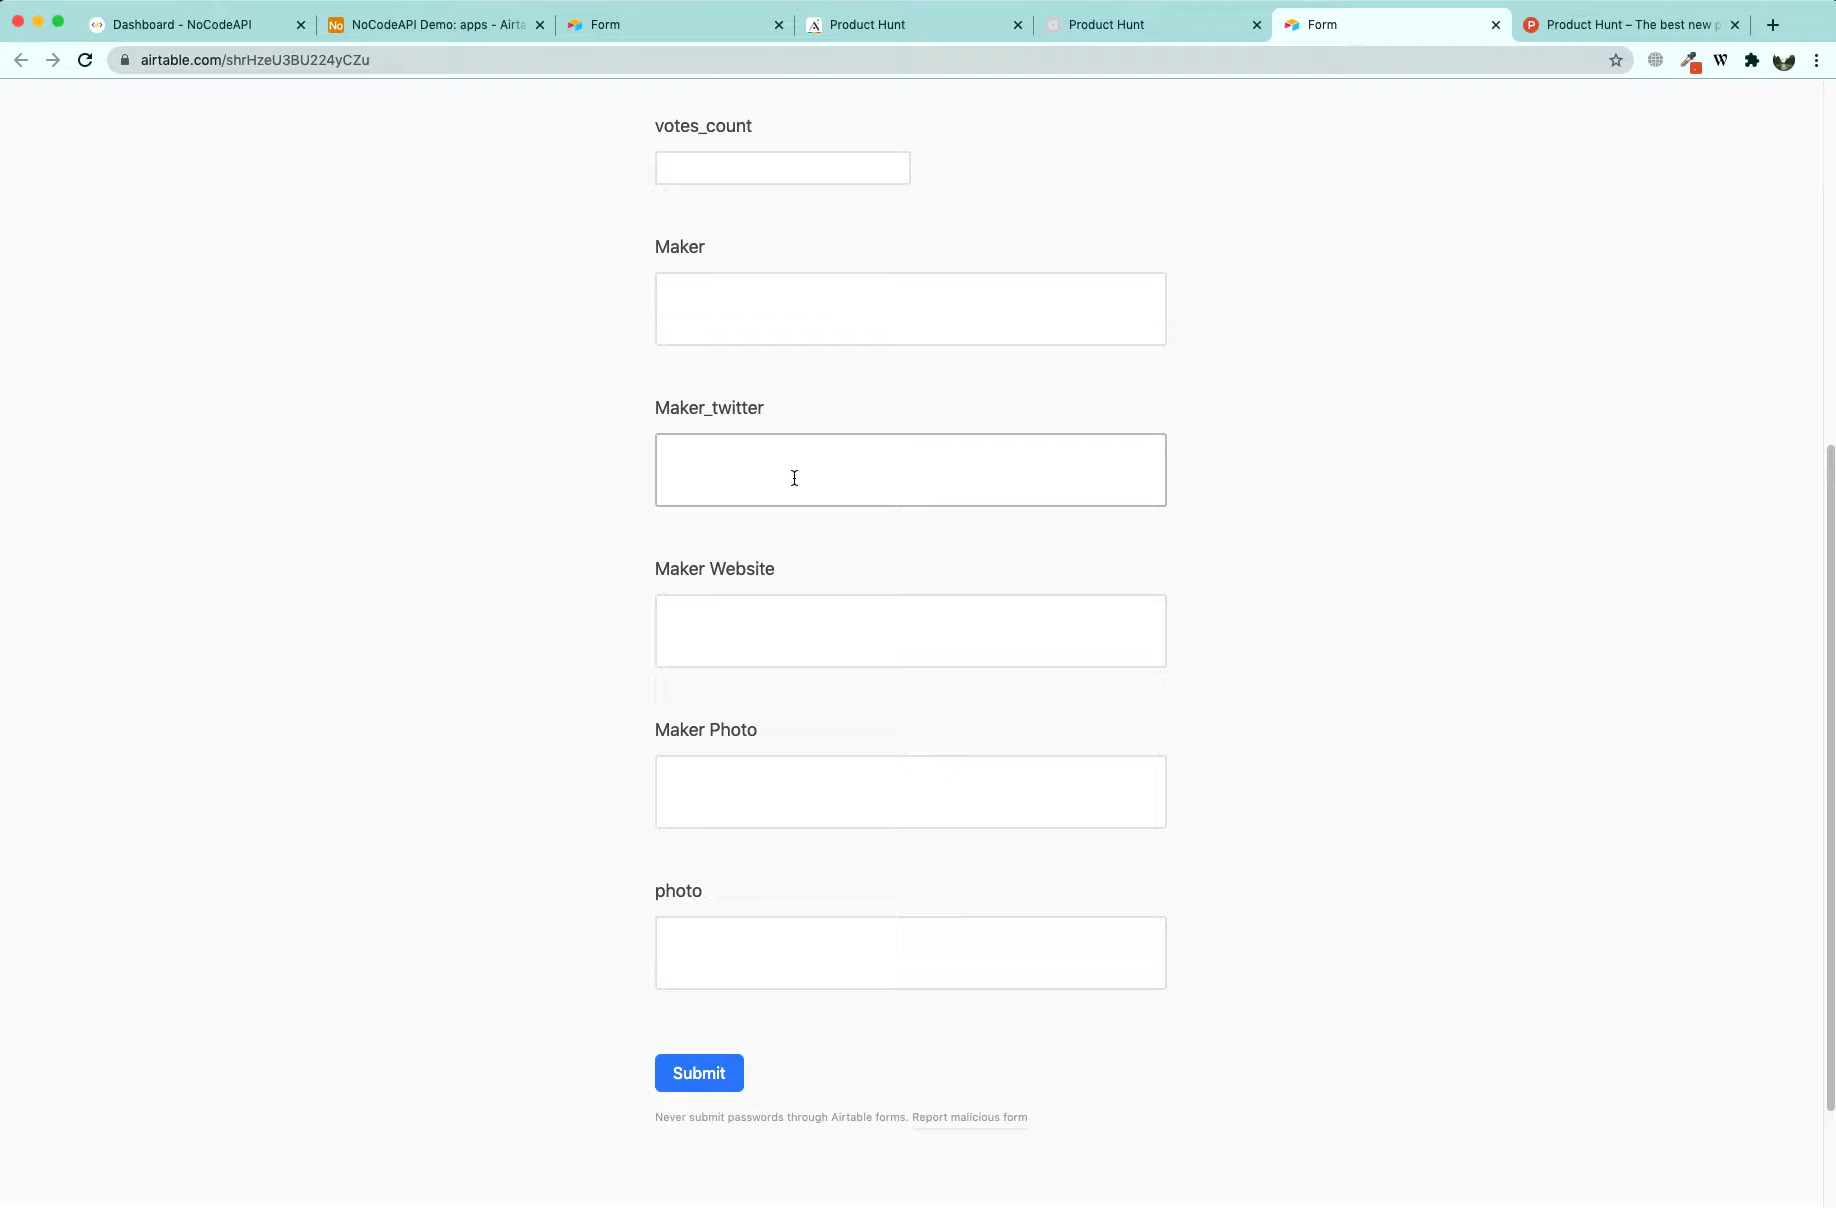 Dashboard - NoCodeAPI
No NoCodeAPI Demo: apps - Airta
Form
Product Hunt
Product Hunt
Form
P Product Hunt – The best new p
airtable.com/shrHzeU3BU224yCZu
W
votes_count
Maker
Maker_twitter
Maker Website
Maker Photo
photo
Submit
Never submit passwords through Airtable forms. Report malicious form